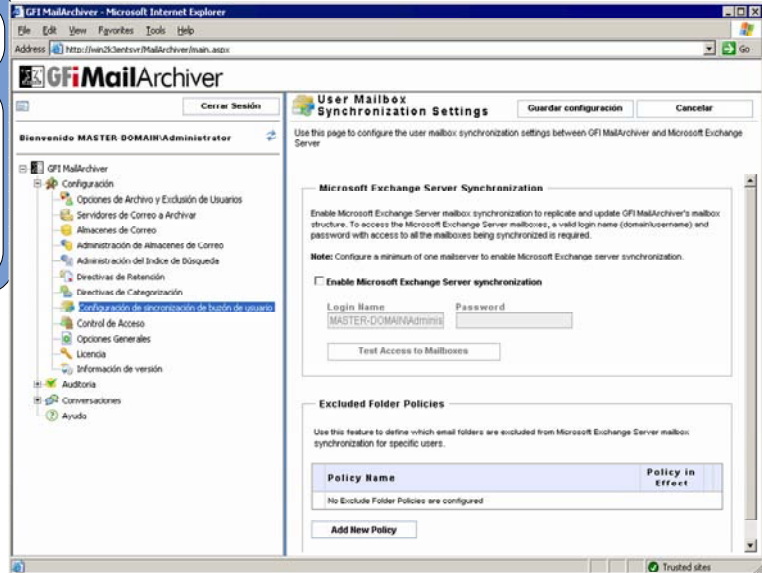 GFI MailArchiver - Microsoft Internet Explorer
File Edit View Favorites Tools Help
Address http://win2k3entsvr/MailArchiver/main.aspx Go
GFi MailArchiver
Cerrar Sesión
Bienvenido MASTER-DOMAIN\Administrator
GFI MailArchiver
Configuración
Opciones de Archivo y Exclusión de Usuarios
Servidores de Correo a Archivar
Almacenes de Correo
Administración de Almacenes de Correo
Administración del Indice de Búsqueda
Directivas de Retención
Directivas de Categorización
Configuración de sincronización de buzón de usuario
Control de Acceso
Opciones Generales
Licencia
Información de versión
Auditoria
Conversaciones
Ayuda
User Mailbox
Synchronization Settings
Guardar configuración
Cancelar
Use this page to configure the user mailbox synchronization settings between GFI MailArchiver and Microsoft Exchange
Server
Microsoft Exchange Server Synchronization
Enable Microsoft Exchange Server mailbox synchronization to replicate and update GFI MailArchiver's mailbox
structure. To access the Microsoft Exchange Server mailboxes, a valid login name (domain\username) and
password with access to all the mailboxes being synchronized is required.
Note: Configure a minimum of one mailserver to enable Microsoft Exchange server synchronization.
Enable Microsoft Exchange Server synchronization
Login Name Password
MASTER-DOMAIN\Adminis
Test Access to Mailboxes
Excluded Folder Policies
Use this feature to define which email folders are excluded from Microsoft Exchange Server mailbox
synchronization for specific users.
Policy Name
Policy in
Effect
No Exclude Folder Policies are configured
Add New Policy
Trusted sites